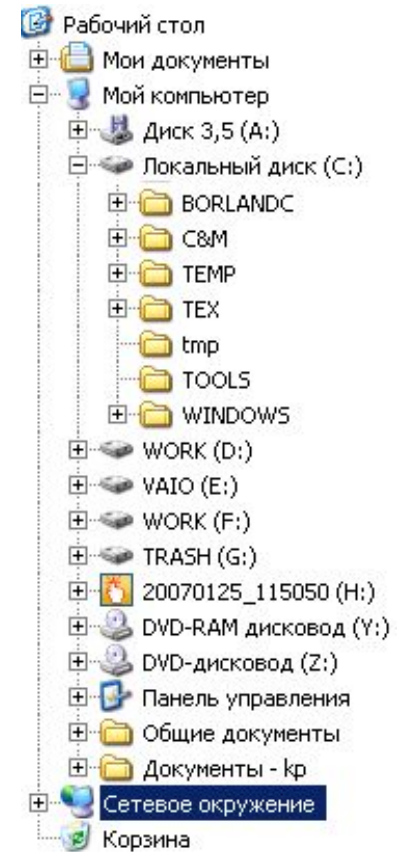 Рабочий стол
Мои документы
Мой компьютер
Диск 3,5 (A:)
Локальный диск (C:)
BORLANDC
C&M
TEMP
TEX
tmp
TOOLS
WINDOWS
WORK (D:)
VAIO (E:)
WORK (F:)
TRASH (G:)
20070125_115050 (H:)
DVD-RAM дисковод (Y:)
DVD-дисковод (Z:)
Панель управления
Общие документы
Документы - kp
Сетевое окружение
Корзина